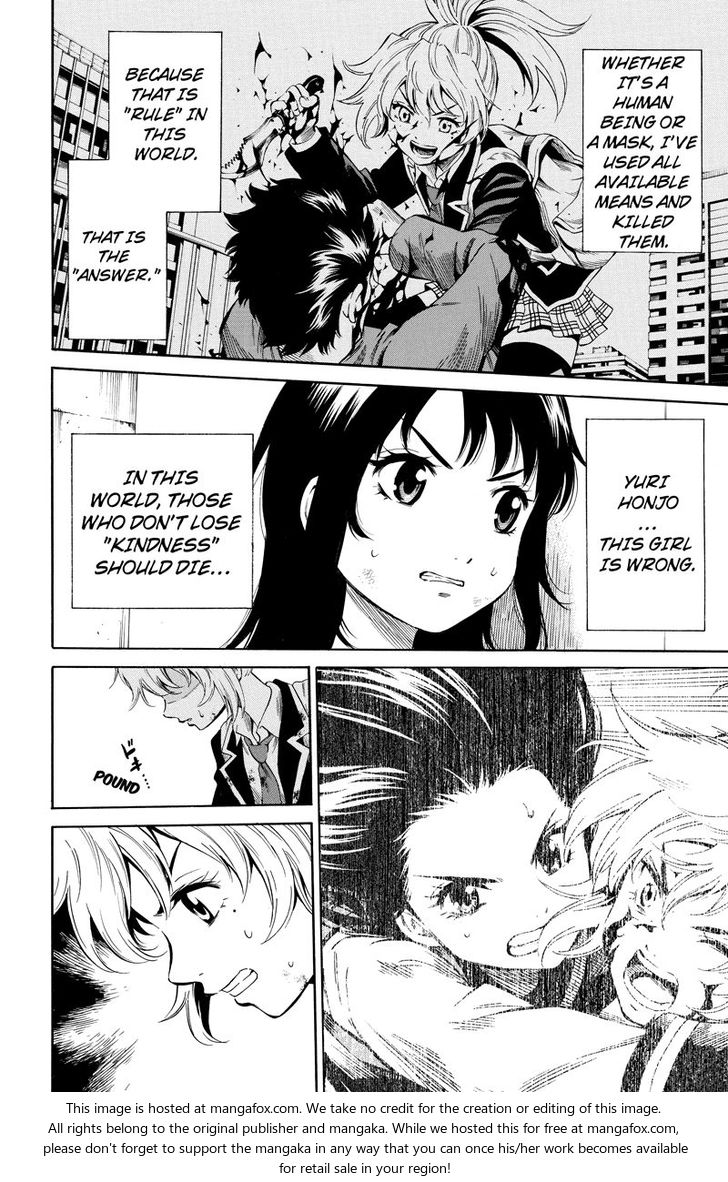 WHETHER
IT'S A
HUMAN
BEING OR
A MASK, I'VE
USED ALL
AVAILABLE
MEANS AND
KILLED
THEM.
BECAUSE
THAT IS
"RULE" IN
THIS
WORLD.
THAT IS
THE
"ANSWER."
YURI
HONJO
...
THIS GIRL
IS WRONG.
IN THIS
WORLD, THOSE
WHO DON'T LOSE
"KINDNESS"
SHOULD DIE...
ドキ……
POUND
This image is hosted at mangafox.com. We take no credit for the creation or editing of this image.
All rights belong to the original publisher and mangaka. While we hosted this for free at mangafox.com,
please don't forget to support the mangaka in any way that you can once his/her work becomes available
for retail sale in your region!